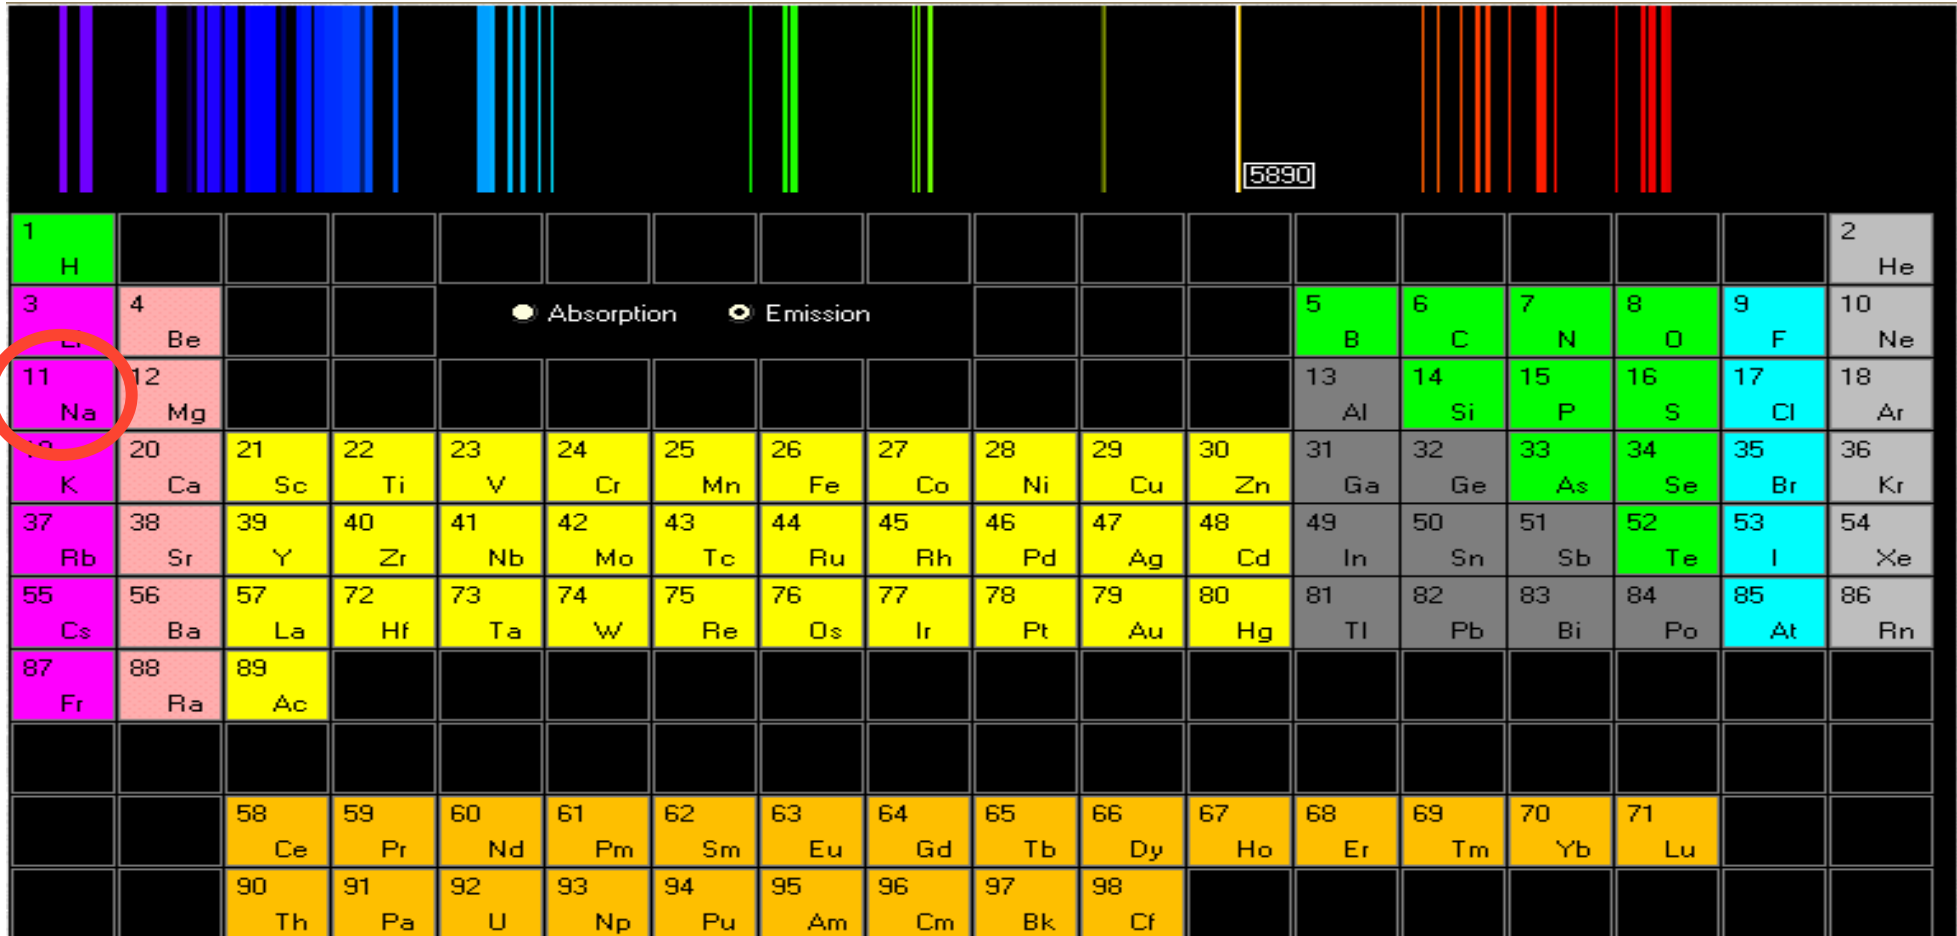 5890
1 2
H He
3 4 Absorption Emission 5 6 7 8 9 10
Be B C N O F Ne
11 12 13 14 15 16 17 18
Na Mg Al Si P S Cl Ar
20 21 22 23 24 25 26 27 28 29 30 31 32 33 34 35 36
K Ca Sc Ti V Cr Mn Fe Co Ni Cu Zn Ga Ge As Se Br Kr
37 38 39 40 41 42 43 44 45 46 47 48 49 50 51 52 53 54
Rb Sr Y Zr Nb Mo Tc Ru Rh Pd Ag Cd In Sn Sb Te I Xe
55 56 57 72 73 74 75 76 77 78 79 80 81 82 83 84 85 86
Cs Ba La Hf Ta W Re Os Ir Pt Au Hg Tl Pb Bi Po At Rn
87 88 89
Fr Ra Ac
58 59 60 61 62 63 64 65 66 67 68 69 70 71
Ce Pr Nd Pm Sm Eu Gd Tb Dy Ho Er Tm Yb Lu
90 91 92 93 94 95 96 97 98
Th Pa U Np Pu Am Cm Bk Cf